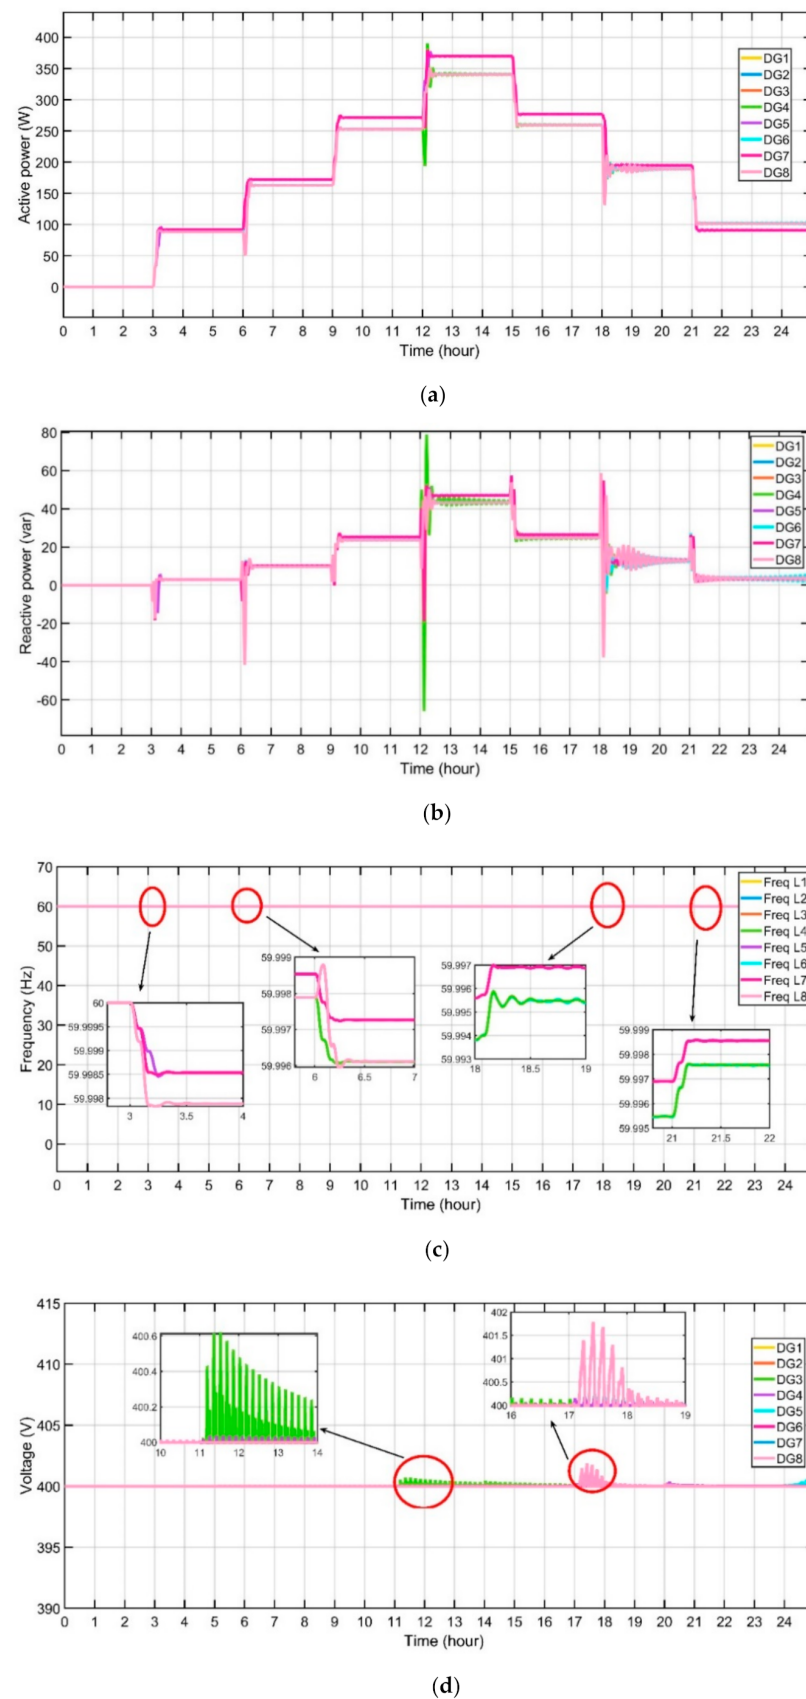 400
350
300
250
200
150
100
50
0
Active power (W)
DG1
DG2
DG3
DG4
DG5
DG6
DG7
DG8
0 1 2 3 4 5 6 7 8 9 10 11 12 13 14 15 16 17 18 19 20 21 22 23 24
Time (hour)
(a)
80
60
40
20
0
-20
-40
-60
Reactive power (var)
DG1
DG2
DG3
DG4
DG5
DG6
DG7
DG8
0 1 2 3 4 5 6 7 8 9 10 11 12 13 14 15 16 17 18 19 20 21 22 23 24
Time (hour)
(b)
70
60
50
40
30
20
10
0
Frequency (Hz)
Freq L1
Freq L2
Freq L3
Freq L4
Freq L5
Freq L6
Freq L7
Freq L8
60
59.9995
59.999
59.9985
59.998
3 3.5 4
59.999
59.998
59.997
59.996
6 6.5 7
59.997
59.996
59.995
59.994
59.993
18 18.5 19
59.999
59.998
59.997
59.996
59.995
21 21.5 22
0 1 2 3 4 5 6 7 8 9 10 11 12 13 14 15 16 17 18 19 20 21 22 23 24
Time (hour)
(c)
415
410
405
400
395
390
Voltage (V)
400.6
400.4
400.2
400
10 11 12 13 14
402
401.5
401
400.5
400
16 17 18 19
DG1
DG2
DG3
DG4
DG5
DG6
DG7
DG8
0 1 2 3 4 5 6 7 8 9 10 11 12 13 14 15 16 17 18 19 20 21 22 23 24
Time (hour)
(d)